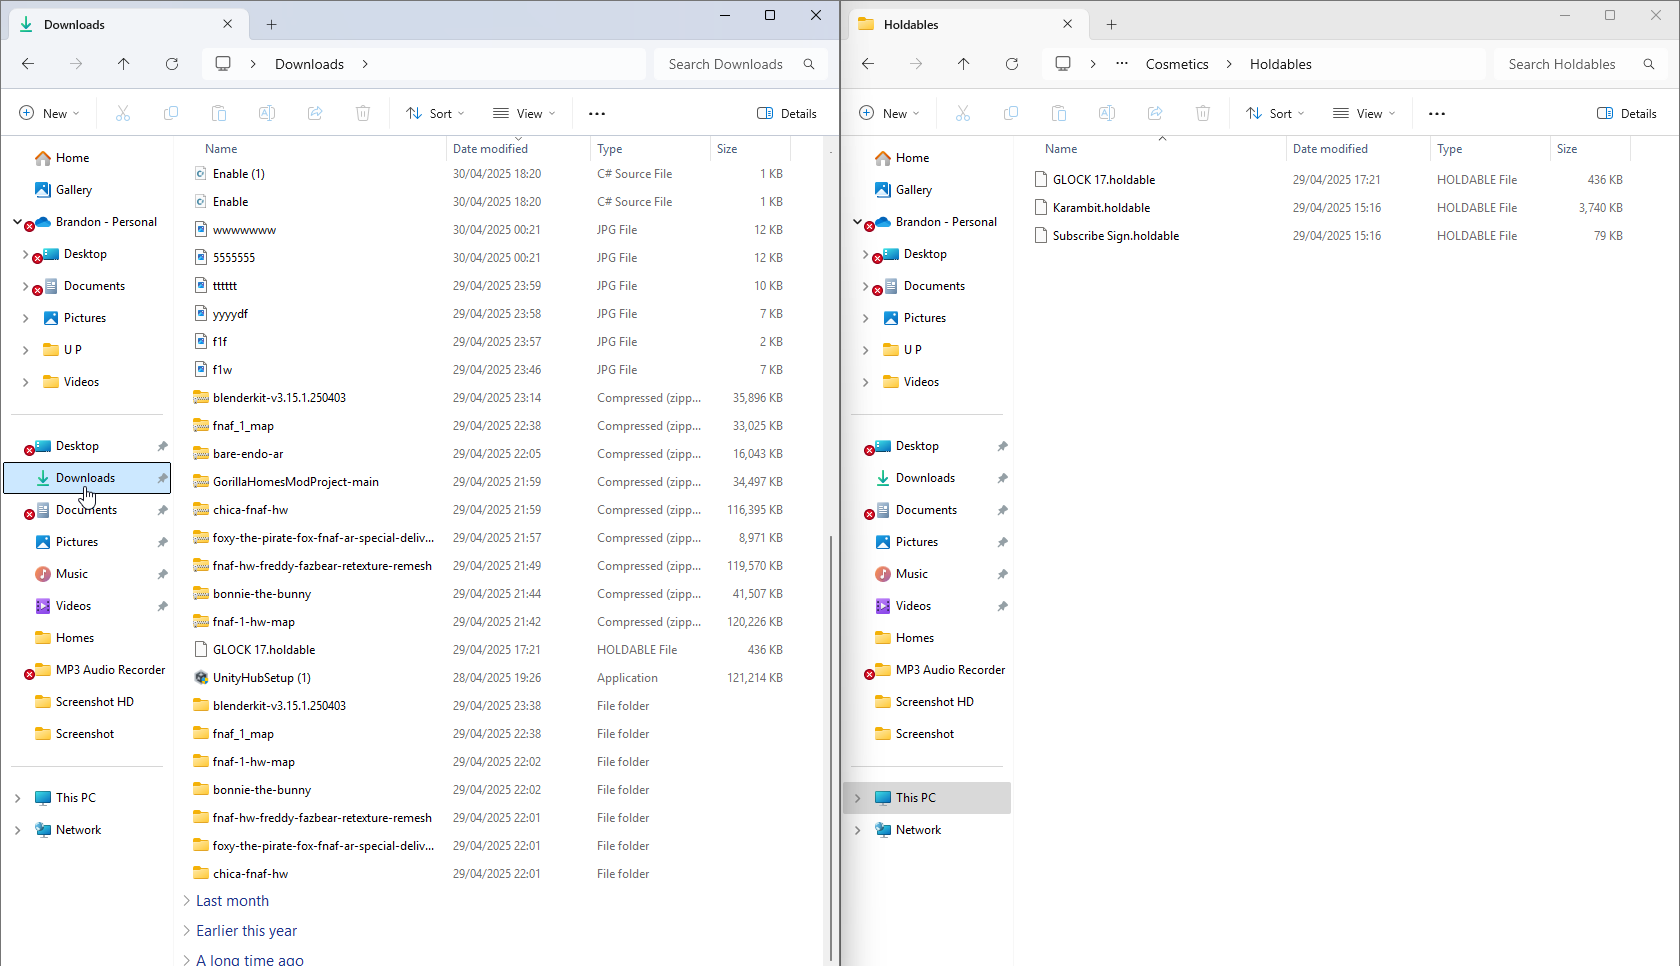 Downloads
Downloads
Search Downloads
New
Sort
View
Details
Home
Gallery
Brandon - Personal
Desktop
Documents
Pictures
U P
Videos
Desktop
Downloads
Documents
Pictures
Music
Videos
Homes
MP3 Audio Recorder
Screenshot HD
Screenshot
This PC
Network
Name Date modified Type Size
Enable (1) 30/04/2025 18:20 C# Source File 1 KB
Enable 30/04/2025 18:20 C# Source File 1 KB
wwwwwww 30/04/2025 00:21 JPG File 12 KB
5555555 30/04/2025 00:21 JPG File 12 KB
tttttt 29/04/2025 23:59 JPG File 10 KB
yyyydf 29/04/2025 23:58 JPG File 7 KB
f1f 29/04/2025 23:57 JPG File 2 KB
f1w 29/04/2025 23:46 JPG File 7 KB
blenderkit-v3.15.1.250403 29/04/2025 23:14 Compressed (zipp... 35,896 KB
fnaf_1_map 29/04/2025 22:38 Compressed (zipp... 33,025 KB
bare-endo-ar 29/04/2025 22:05 Compressed (zipp... 16,043 KB
GorillaHomesModProject-main 29/04/2025 21:59 Compressed (zipp... 34,497 KB
chica-fnaf-hw 29/04/2025 21:59 Compressed (zipp... 116,395 KB
foxy-the-pirate-fox-fnaf-ar-special-deliv... 29/04/2025 21:57 Compressed (zipp... 8,971 KB
fnaf-hw-freddy-fazbear-retexture-remesh 29/04/2025 21:49 Compressed (zipp... 119,570 KB
bonnie-the-bunny 29/04/2025 21:44 Compressed (zipp... 41,507 KB
fnaf-1-hw-map 29/04/2025 21:42 Compressed (zipp... 120,226 KB
GLOCK 17.holdable 29/04/2025 17:21 HOLDABLE File 436 KB
UnityHubSetup (1) 28/04/2025 19:26 Application 121,214 KB
blenderkit-v3.15.1.250403 29/04/2025 23:38 File folder
fnaf_1_map 29/04/2025 22:38 File folder
fnaf-1-hw-map 29/04/2025 22:02 File folder
bonnie-the-bunny 29/04/2025 22:02 File folder
fnaf-hw-freddy-fazbear-retexture-remesh 29/04/2025 22:01 File folder
foxy-the-pirate-fox-fnaf-ar-special-deliv... 29/04/2025 22:01 File folder
chica-fnaf-hw 29/04/2025 22:01 File folder
Last month
Earlier this year
A long time ago
Holdables
... Cosmetics Holdables
Search Holdables
New
Sort
View
Details
Home
Gallery
Brandon - Personal
Desktop
Documents
Pictures
U P
Videos
Desktop
Downloads
Documents
Pictures
Music
Videos
Homes
MP3 Audio Recorder
Screenshot HD
Screenshot
This PC
Network
Name Date modified Type Size
GLOCK 17.holdable 29/04/2025 17:21 HOLDABLE File 436 KB
Karambit.holdable 29/04/2025 15:16 HOLDABLE File 3,740 KB
Subscribe Sign.holdable 29/04/2025 15:16 HOLDABLE File 79 KB